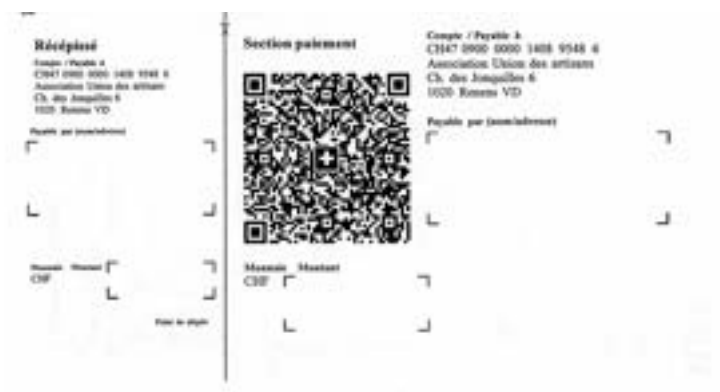 Récépissé
Compte / Payable à
CH47 0900 0000 1408 9548 6
Association Union des artisans
Ch. des Jonquilles 6
1020 Renens VD
Payable par (nom/adresse)
Monnaie Montant
CHF
Point de dépôt
Section paiement
Monnaie Montant
CHF
Compte / Payable à
CH47 0900 0000 1408 9548 6
Association Union des artisans
Ch. des Jonquilles 6
1020 Renens VD
Payable par (nom/adresse)